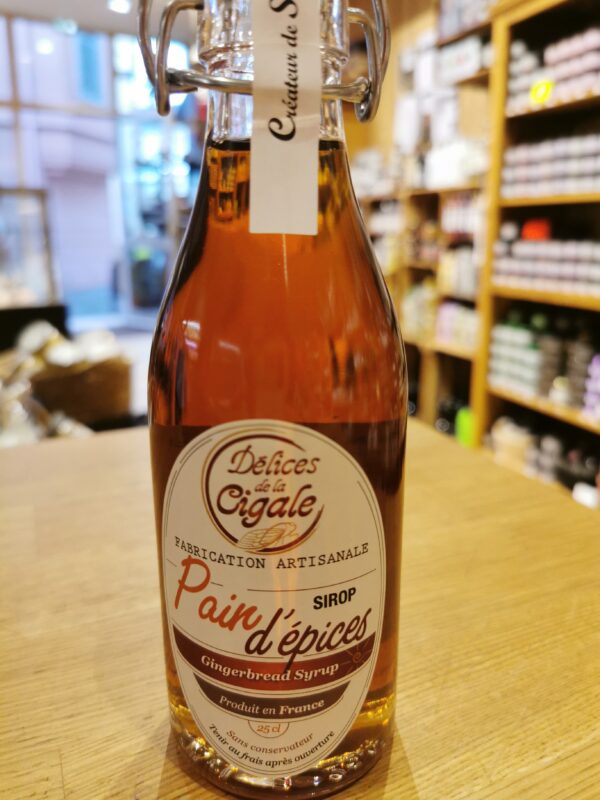 Créateur de
Délices
de la
Cigale
FABRICATION ARTISANALE
Pain
SIROP
d'épices
Gingerbread Syrup
Produit en France
25 cl
Sans conservateur
Tenir au frais après ouverture